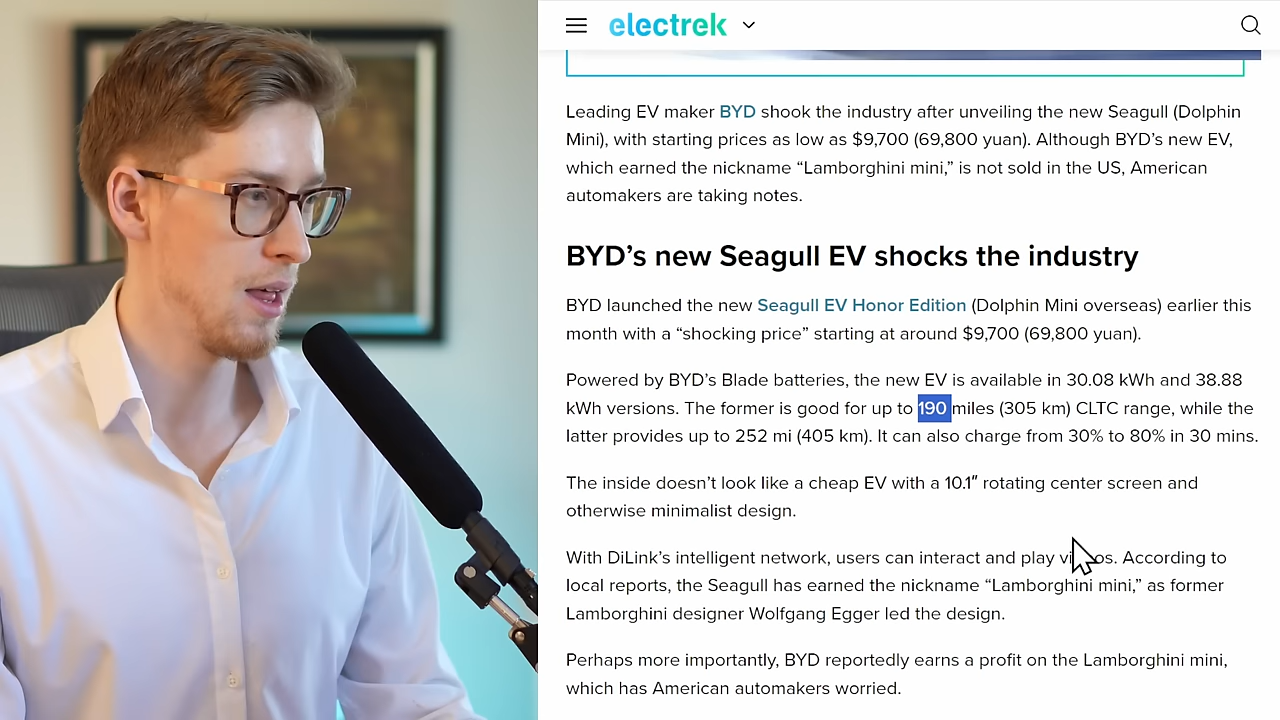 electrek
Leading EV maker BYD shook the industry after unveiling the new Seagull (Dolphin
Mini), with starting prices as low as $9,700 (69,800 yuan). Although BYD’s new EV,
which earned the nickname “Lamborghini mini,” is not sold in the US, American
automakers are taking notes.
BYD’s new Seagull EV shocks the industry
BYD launched the new Seagull EV Honor Edition (Dolphin Mini overseas) earlier this
month with a “shocking price” starting at around $9,700 (69,800 yuan).
Powered by BYD’s Blade batteries, the new EV is available in 30.08 kWh and 38.88
kWh versions. The former is good for up to 190 miles (305 km) CLTC range, while the
latter provides up to 252 mi (405 km). It can also charge from 30% to 80% in 30 mins.
The inside doesn’t look like a cheap EV with a 10.1″ rotating center screen and
otherwise minimalist design.
With DiLink’s intelligent network, users can interact and play videos. According to
local reports, the Seagull has earned the nickname “Lamborghini mini,” as former
Lamborghini designer Wolfgang Egger led the design.
Perhaps more importantly, BYD reportedly earns a profit on the Lamborghini mini,
which has American automakers worried.